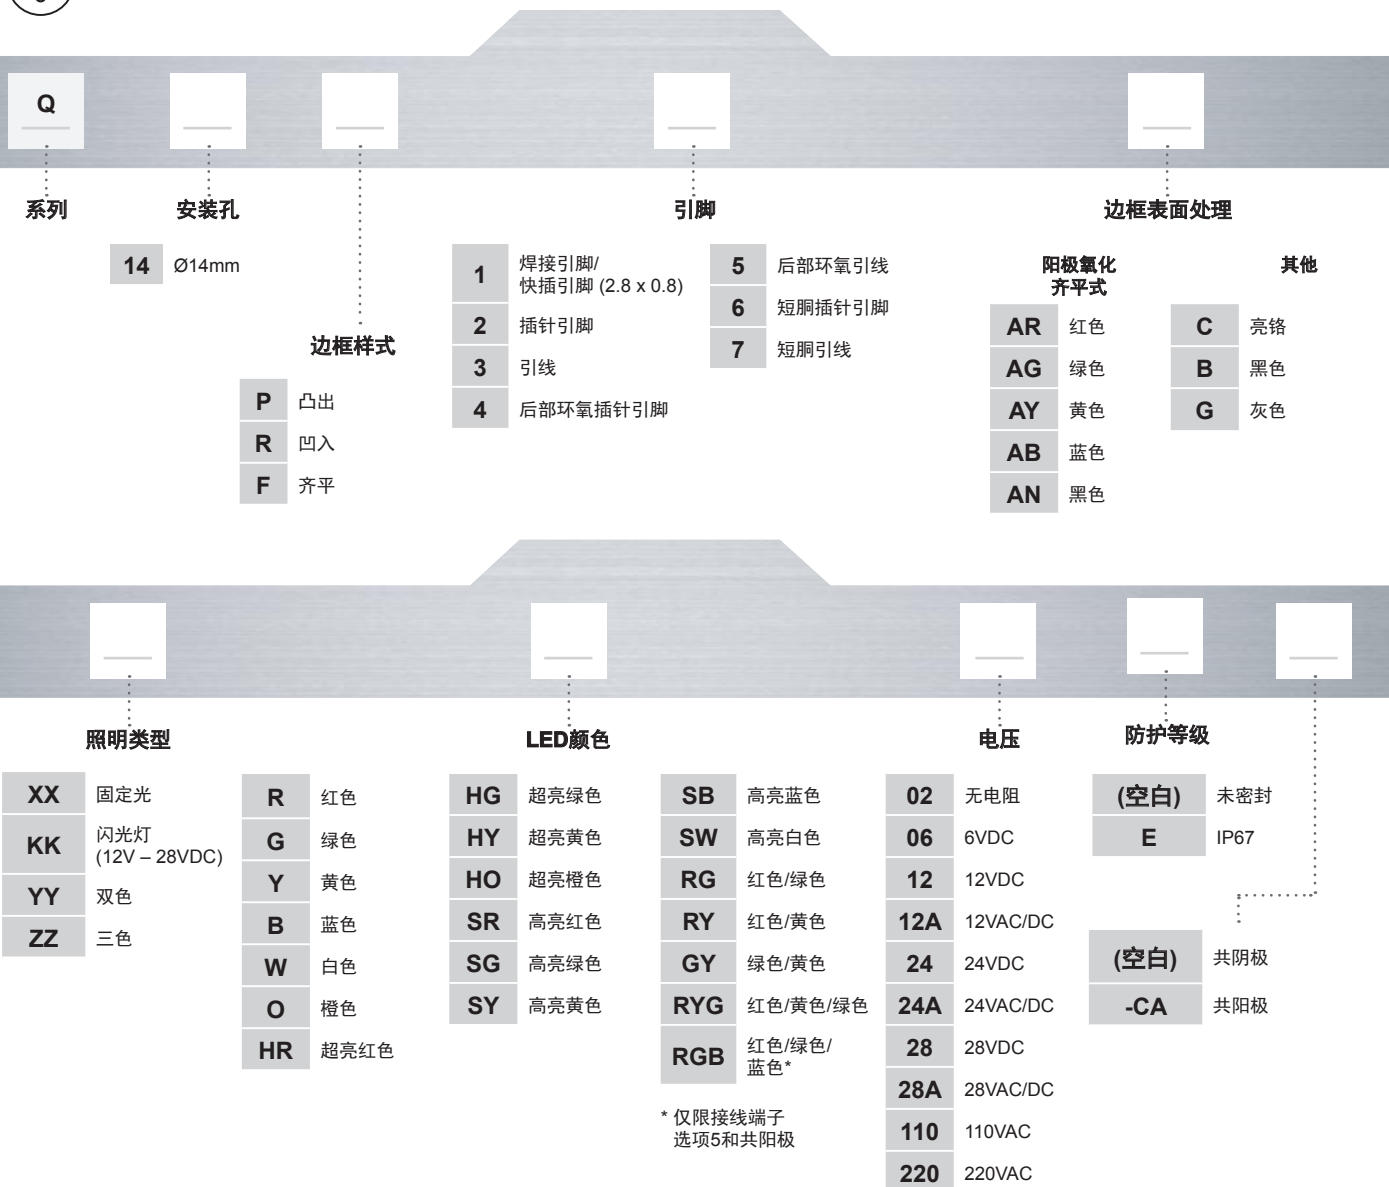 Q
系列
安装孔
引脚
边框表面处理
14 Ø14mm
边框样式
P 凸出
R 凹入
F 齐平
1 焊接引脚/
快插引脚 (2.8 x 0.8)
2 插针引脚
3 引线
4 后部环氧插针引脚
5 后部环氧引线
6 短胴插针引脚
7 短胴引线
阳极氧化
齐平式
AR 红色
AG 绿色
AY 黄色
AB 蓝色
AN 黑色
其他
C 亮铬
B 黑色
G 灰色
照明类型
LED颜色
电压
防护等级
XX 固定光
KK 闪光灯
(12V – 28VDC)
YY 双色
ZZ 三色
R 红色
G 绿色
Y 黄色
B 蓝色
W 白色
O 橙色
HR 超亮红色
HG 超亮绿色
HY 超亮黄色
HO 超亮橙色
SR 高亮红色
SG 高亮绿色
SY 高亮黄色
SB 高亮蓝色
SW 高亮白色
RG 红色/绿色
RY 红色/黄色
GY 绿色/黄色
RYG 红色/黄色/绿色
RGB 红色/绿色/
蓝色*
* 仅限接线端子
选项5和共阳极
02 无电阻
06 6VDC
12 12VDC
12A 12VAC/DC
24 24VDC
24A 24VAC/DC
28 28VDC
28A 28VAC/DC
110 110VAC
220 220VAC
(空白) 未密封
E IP67
(空白) 共阴极
-CA 共阳极